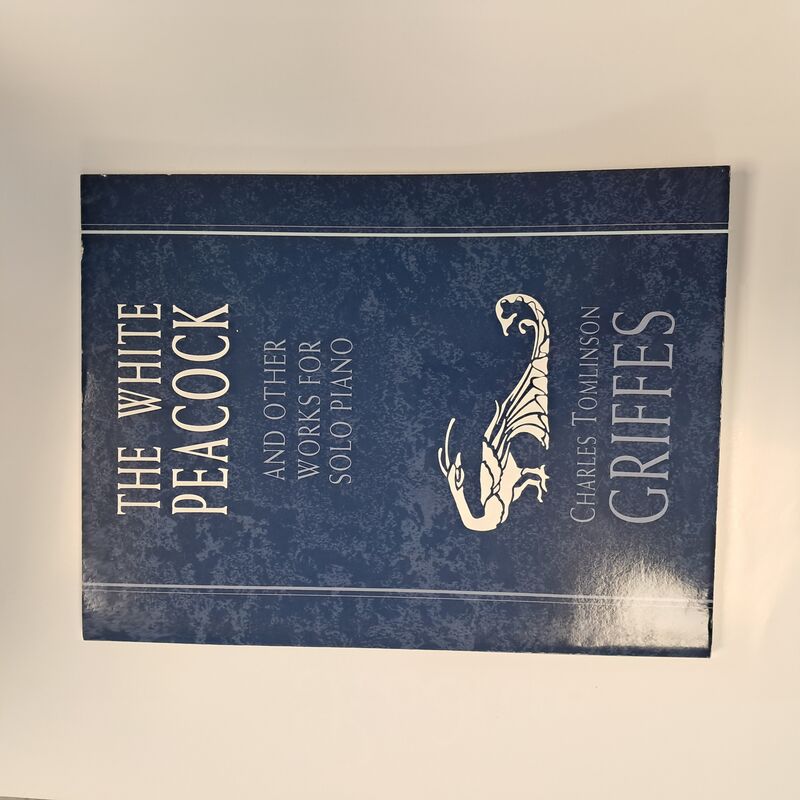 THE WHITE
PEACOCK
AND OTHER
WORKS FOR
SOLO PIANO
CHARLES TOMLINSON
GRIFFES